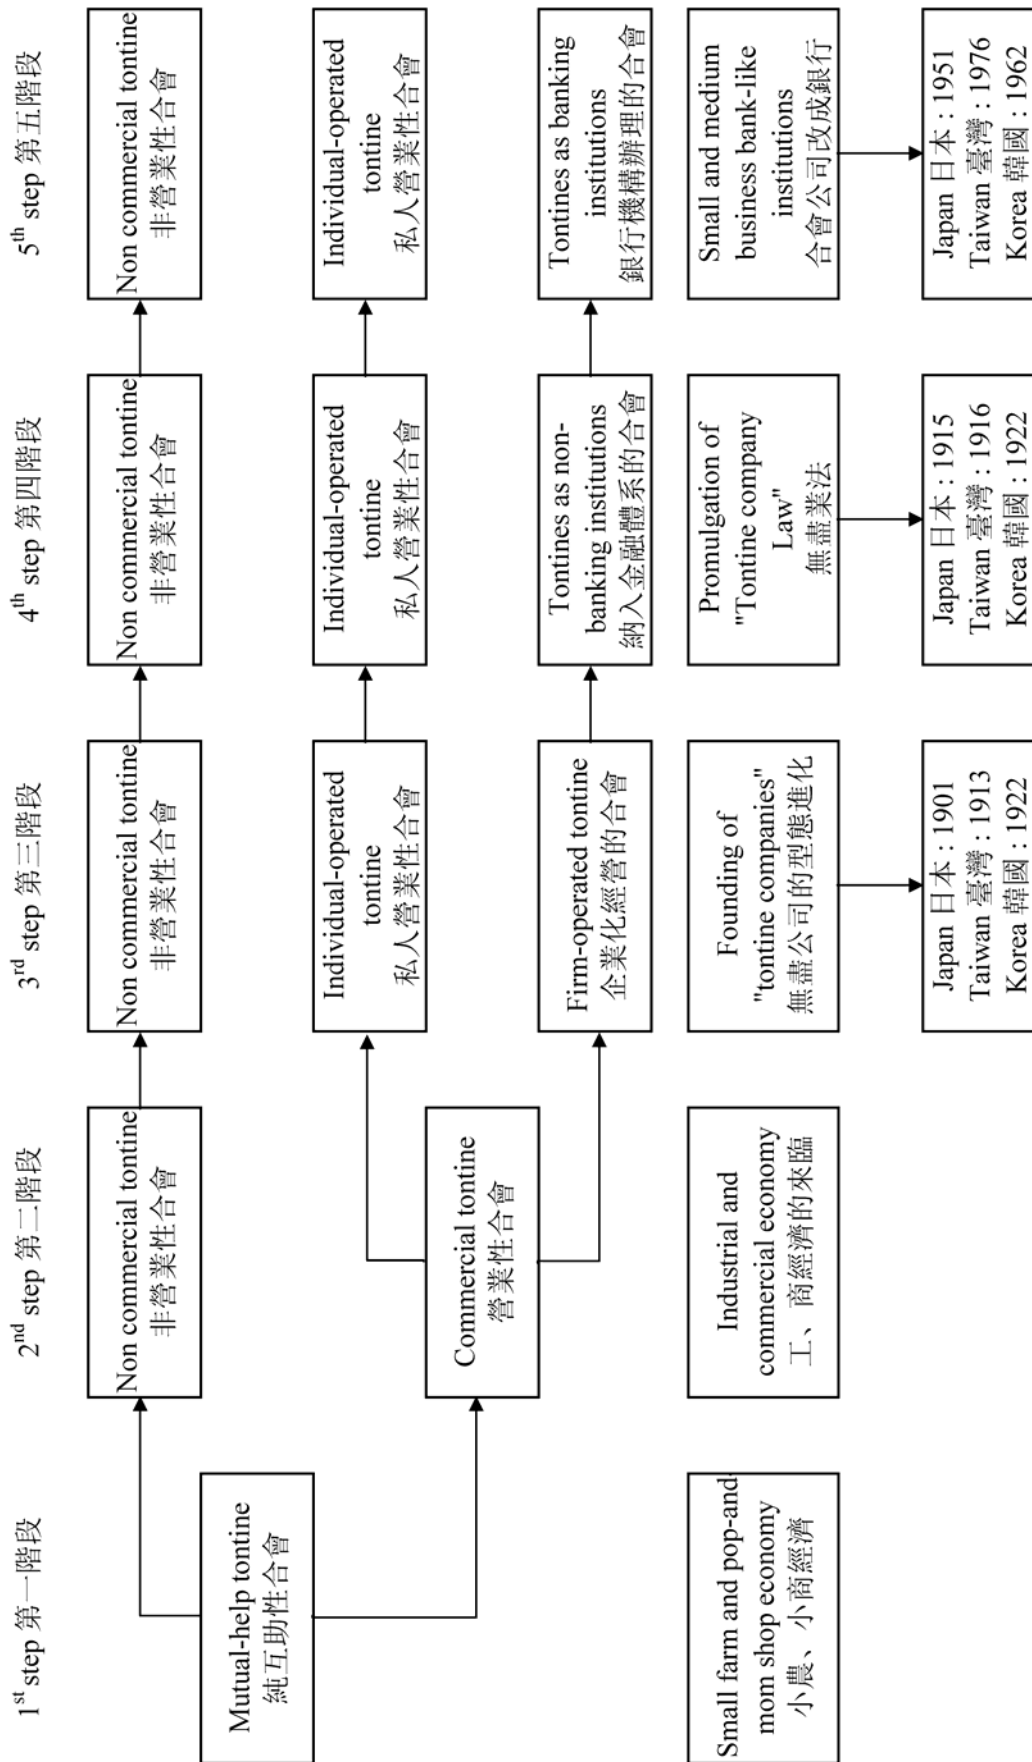 1st step 第一階段
2nd step 第二階段
3rd step 第三階段
4th step 第四階段
5th step 第五階段
Mutual-help tontine
純互助性合會
Non commercial tontine
非營業性合會
Non commercial tontine
非營業性合會
Non commercial tontine
非營業性合會
Non commercial tontine
非營業性合會
Commercial tontine
營業性合會
Individual-operated
tontine
私人營業性合會
Individual-operated
tontine
私人營業性合會
Individual-operated
tontine
私人營業性合會
Firm-operated tontine
企業化經營的合會
Tontines as non-
banking institutions
納入金融體系的合會
Tontines as banking
institutions
銀行機構辦理的合會
Small farm and pop-and-
mom shop economy
小農、小商經濟
Industrial and
commercial economy
工、商經濟的來臨
Founding of
"tontine companies"
無盡公司的型態進化
Promulgation of
"Tontine company
Law"
無盡業法
Small and medium
business bank-like
institutions
合會公司改成銀行
Japan 日本 : 1901
Taiwan 臺灣 : 1913
Korea 韓國 : 1922
Japan 日本 : 1915
Taiwan 臺灣 : 1916
Korea 韓國 : 1922
Japan 日本 : 1951
Taiwan 臺灣 : 1976
Korea 韓國 : 1962